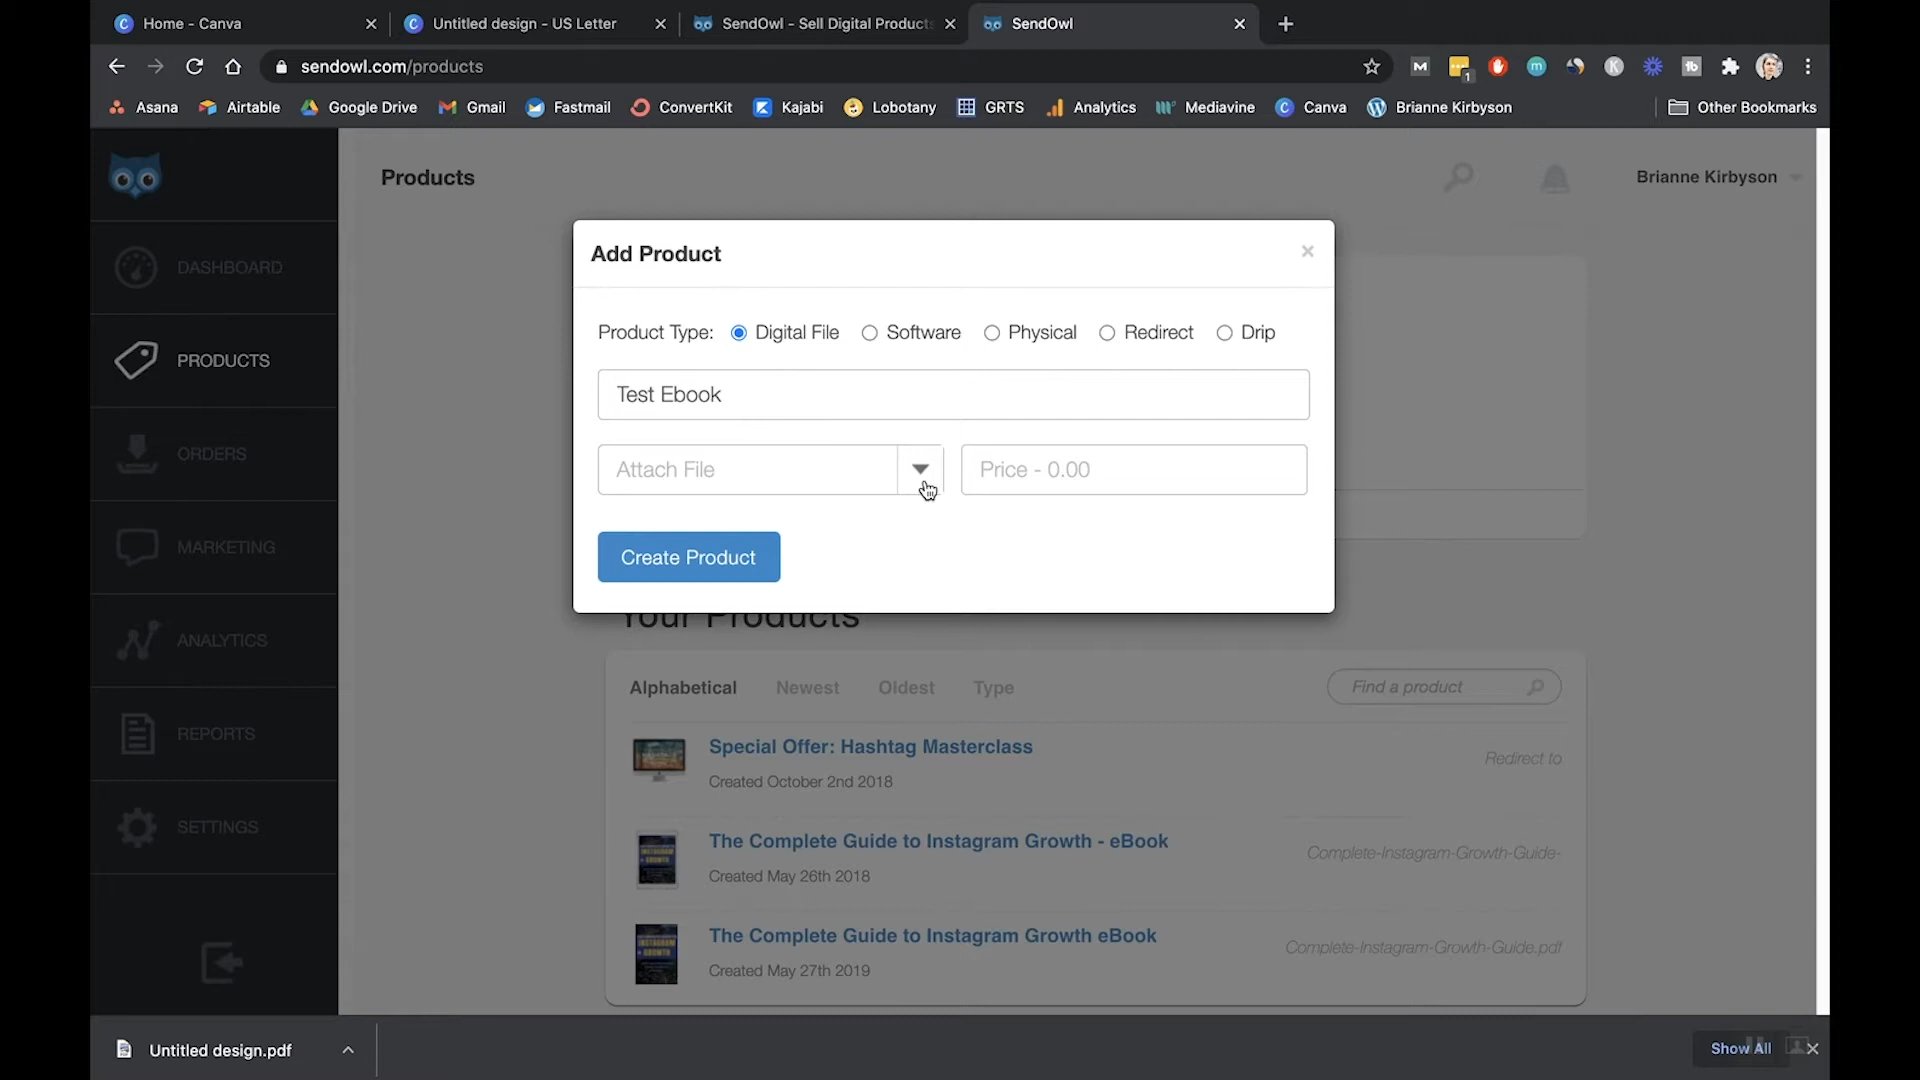 Home - Canva
Untitled design - US Letter
SendOwl - Sell Digital Products
SendOwl
sendowl.com/products
1
Asana
Airtable
Google Drive
Gmail
Fastmail
ConvertKit
Kajabi
Lobotany
GRTS
Analytics
Mediavine
Canva
Brianne Kirbyson
Other Bookmarks
Products
Brianne Kirbyson
DASHBOARD
PRODUCTS
ORDERS
MARKETING
ANALYTICS
REPORTS
SETTINGS
Add Product
Product Type: Digital File Software Physical Redirect Drip
Test Ebook
Attach File
Price - 0.00
Create Product
Your Products
Alphabetical Newest Oldest Type
Find a product
Special Offer: Hashtag Masterclass
Redirect to
Created October 2nd 2018
The Complete Guide to Instagram Growth - eBook
Complete-Instagram-Growth-Guide-
Created May 26th 2018
The Complete Guide to Instagram Growth eBook
Complete-Instagram-Growth-Guide.pdf
Created May 27th 2019
Untitled design.pdf
Show All